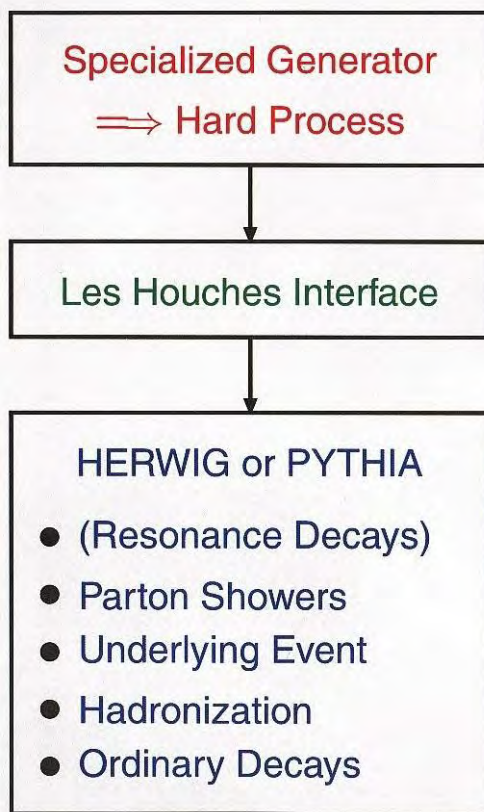 Specialized Generator
⟹ Hard Process
Les Houches Interface
HERWIG or PYTHIA
● (Resonance Decays)
● Parton Showers
● Underlying Event
● Hadronization
● Ordinary Decays